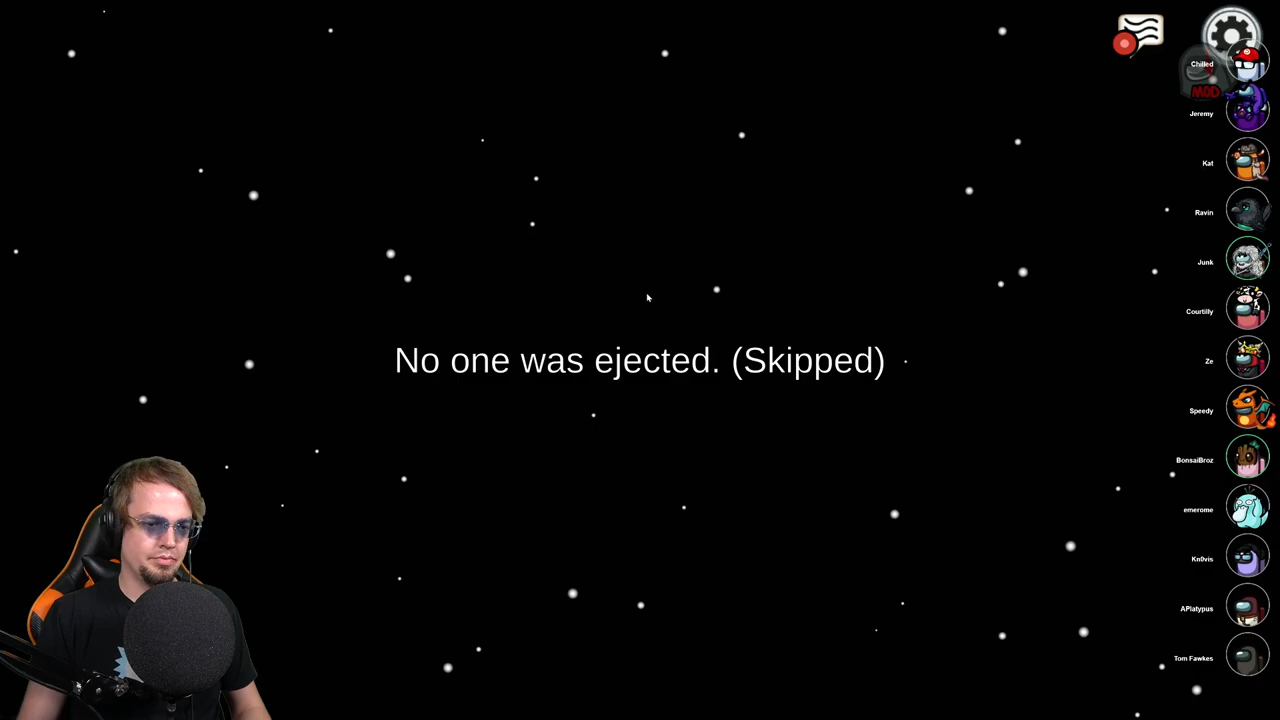 Chilled
MOD
Jeremy
Kat
Ravin
Junk
No one was ejected. (Skipped)
Courtilly
Ze
Speedy
BonsaiBroz
emerome
Kn0vis
APlatypus
Tom Fawkes